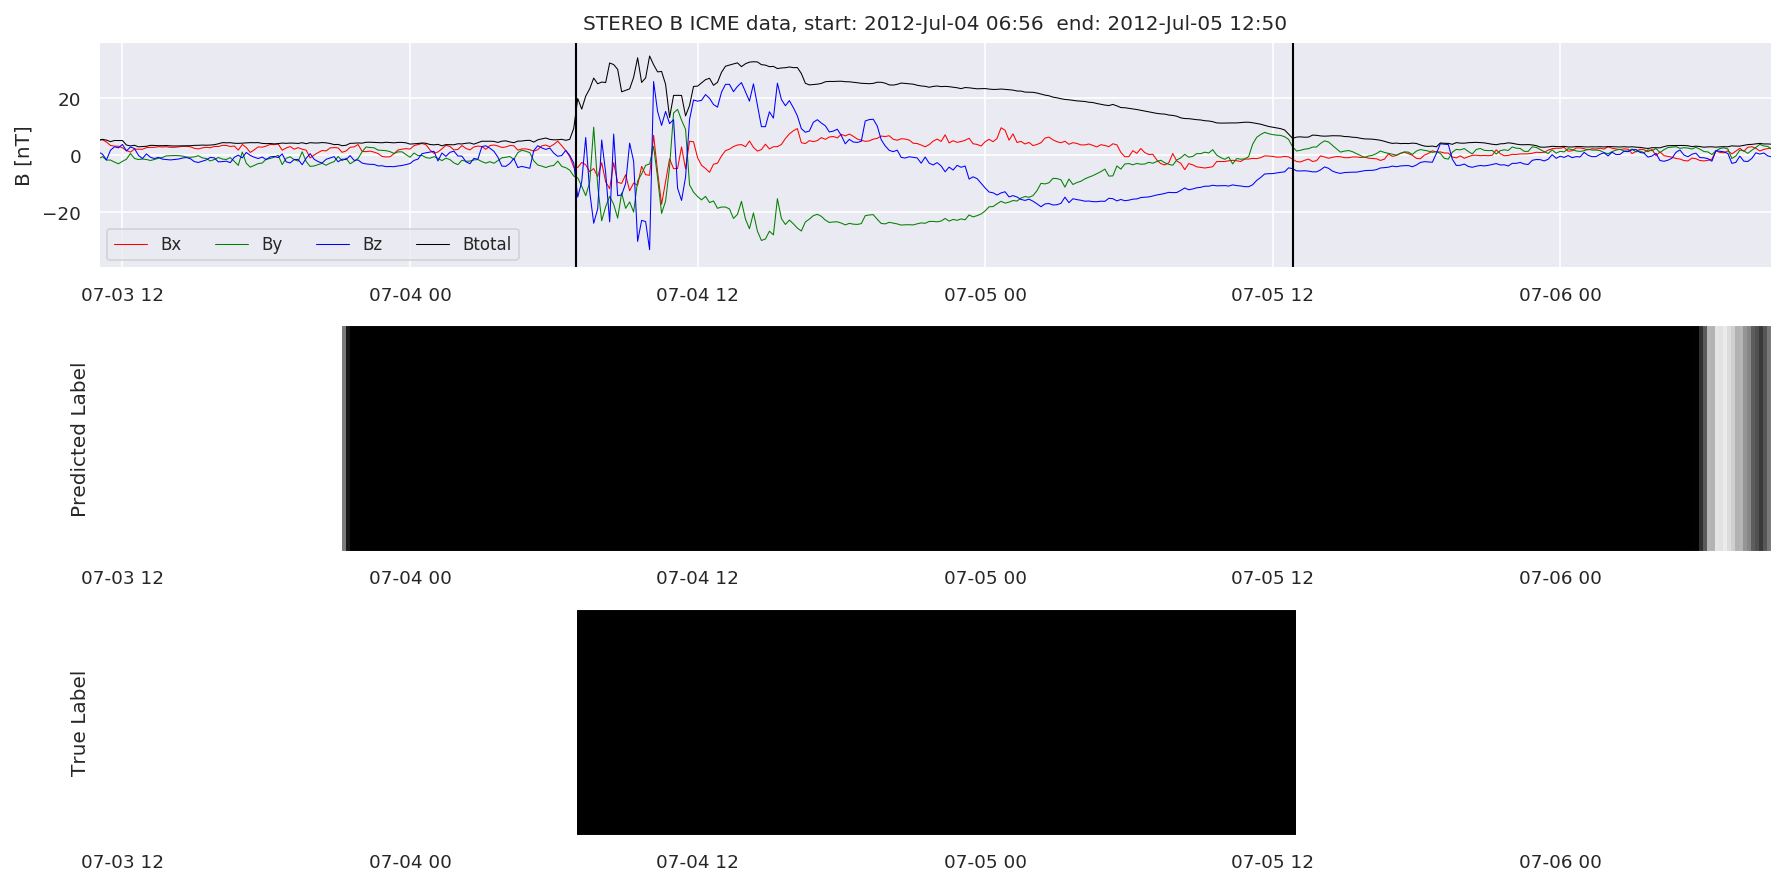 STEREO B ICME data, start: 2012-Jul-04 06:56  end: 2012-Jul-05 12:50
B [nT]
20
0
−20
Bx By Bz Btotal
07-03 12 07-04 00 07-04 12 07-05 00 07-05 12 07-06 00
Predicted Label
07-03 12 07-04 00 07-04 12 07-05 00 07-05 12 07-06 00
True Label
07-03 12 07-04 00 07-04 12 07-05 00 07-05 12 07-06 00